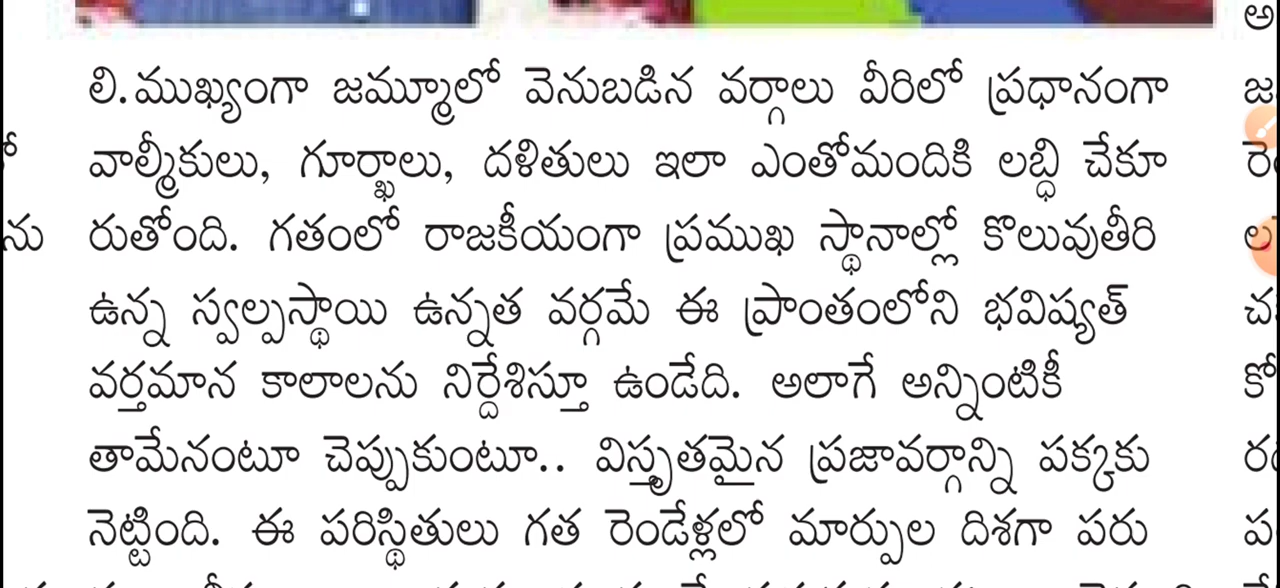 లి.ముఖ్యంగా జమ్మూలో వెనుబడిన వర్గాలు వీరిలో ప్రధానంగా
వాల్మీకులు, గూర్ఖాలు, దళితులు ఇలా ఎంతోమందికి లబ్ధి చేకూ
రుతోంది. గతంలో రాజకీయంగా ప్రముఖ స్థానాల్లో కొలువుతీరి
ఉన్న స్వల్పస్థాయి ఉన్నత వర్గమే ఈ ప్రాంతంలోని భవిష్యత్
వర్తమాన కాలాలను నిర్దేశిస్తూ ఉండేది. అలాగే అన్నింటికీ
తామేనంటూ చెప్పుకుంటూ.. విస్తృతమైన ప్రజావర్గాన్ని పక్కకు
నెట్టింది. ఈ పరిస్థితులు గత రెండేళ్లలో మార్పుల దిశగా పరు